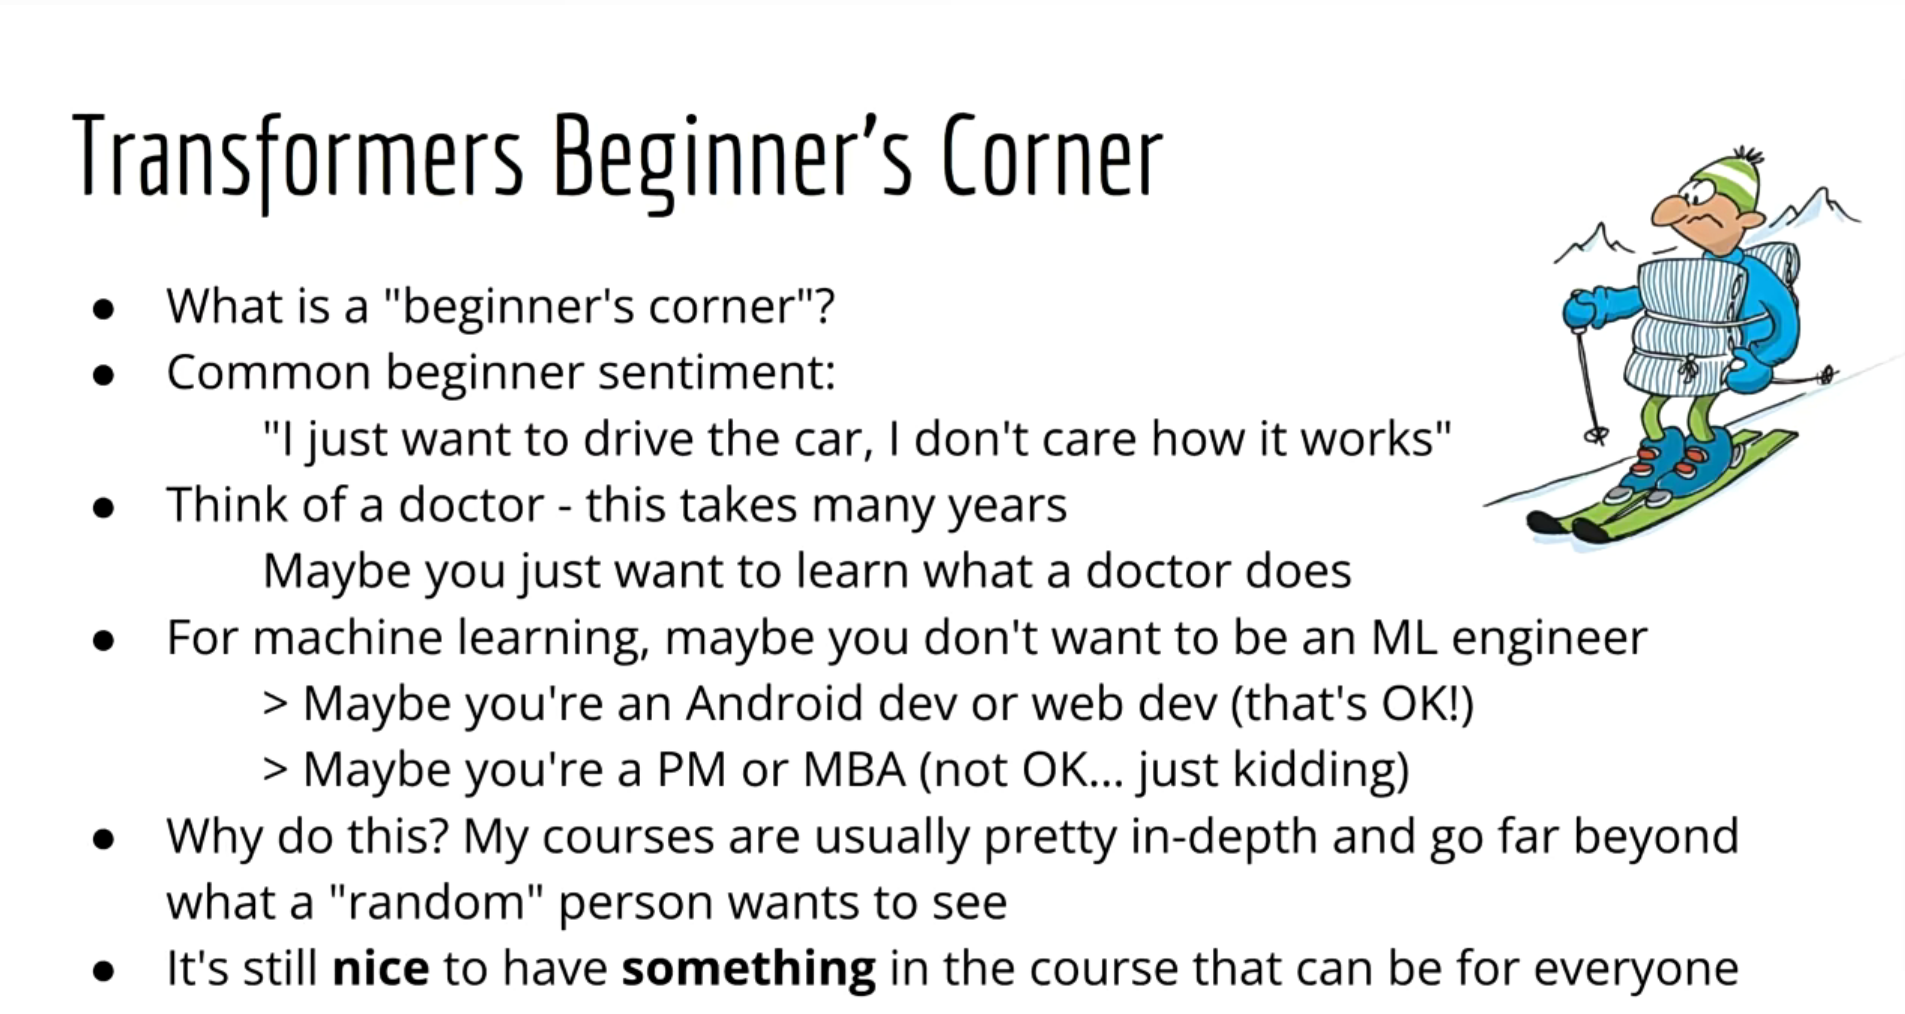 Transformers Beginner's Corner
● What is a "beginner's corner"?
● Common beginner sentiment:
"I just want to drive the car, I don't care how it works"
● Think of a doctor - this takes many years
Maybe you just want to learn what a doctor does
● For machine learning, maybe you don't want to be an ML engineer
> Maybe you're an Android dev or web dev (that's OK!)
> Maybe you're a PM or MBA (not OK... just kidding)
● Why do this? My courses are usually pretty in-depth and go far beyond
what a "random" person wants to see
● It's still nice to have something in the course that can be for everyone